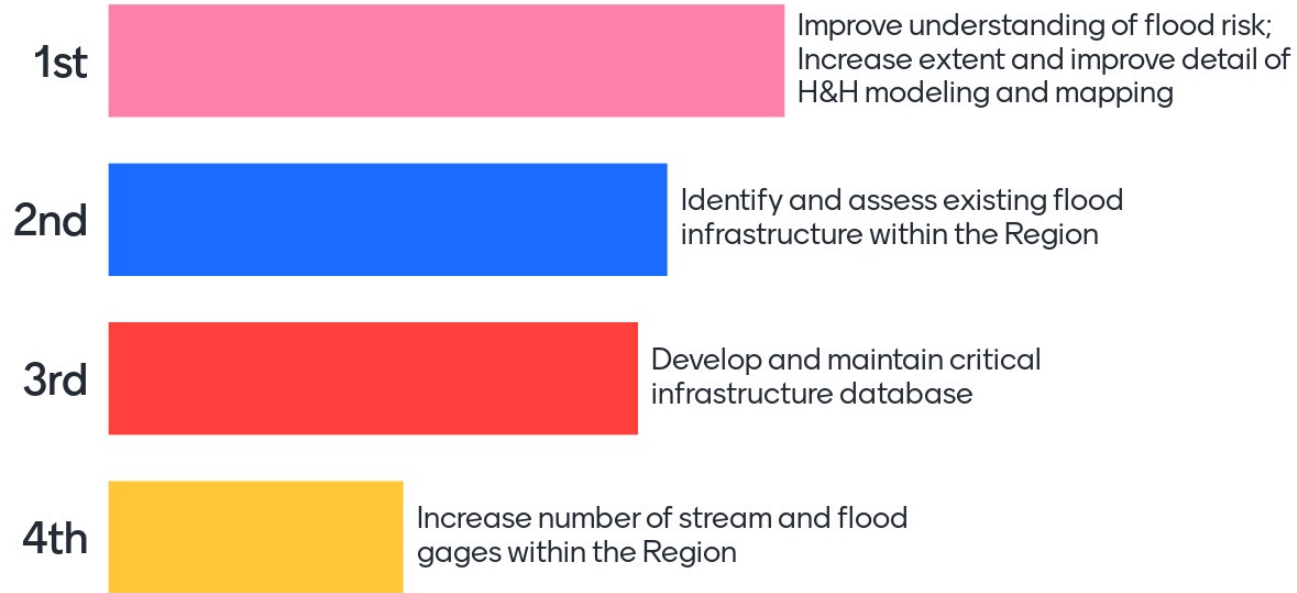 1st
Improve understanding of flood risk;
Increase extent and improve detail of
H&H modeling and mapping
2nd
Identify and assess existing flood
infrastructure within the Region
3rd
Develop and maintain critical
infrastructure database
4th
Increase number of stream and flood
gages within the Region